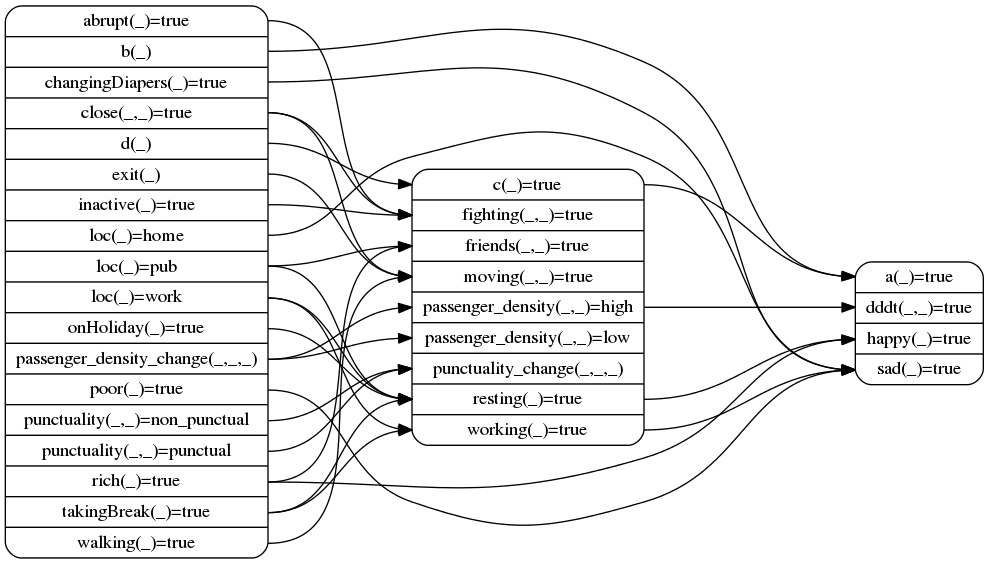 abrupt(_)=true
b(_)
changingDiapers(_)=true
close(_,_)=true
d(_)
exit(_)
inactive(_)=true
loc(_)=home
loc(_)=pub
loc(_)=work
onHoliday(_)=true
passenger_density_change(_,_,_)
poor(_)=true
punctuality(_,_)=non_punctual
punctuality(_,_)=punctual
rich(_)=true
takingBreak(_)=true
walking(_)=true
c(_)=true
fighting(_,_)=true
friends(_,_)=true
moving(_,_)=true
passenger_density(_,_)=high
passenger_density(_,_)=low
punctuality_change(_,_,_)
resting(_)=true
working(_)=true
a(_)=true
dddt(_,_)=true
happy(_)=true
sad(_)=true